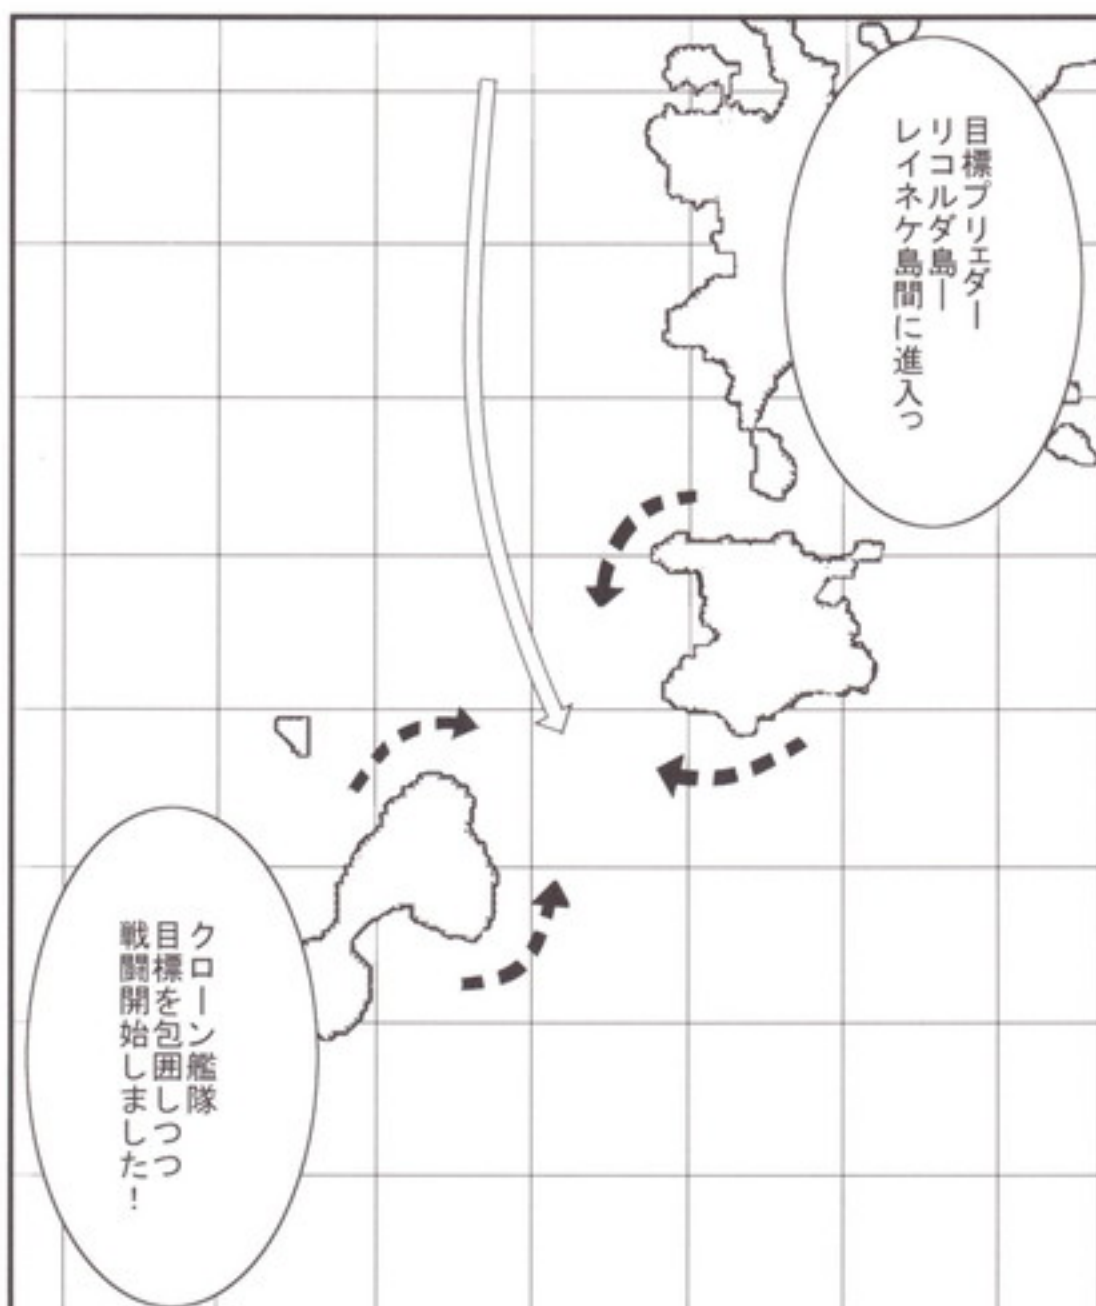 目標プリェダー
リコルダ島ー
レイネケ島間に進入っ
クローン艦隊
目標を包囲しつつ
戦闘開始しました！